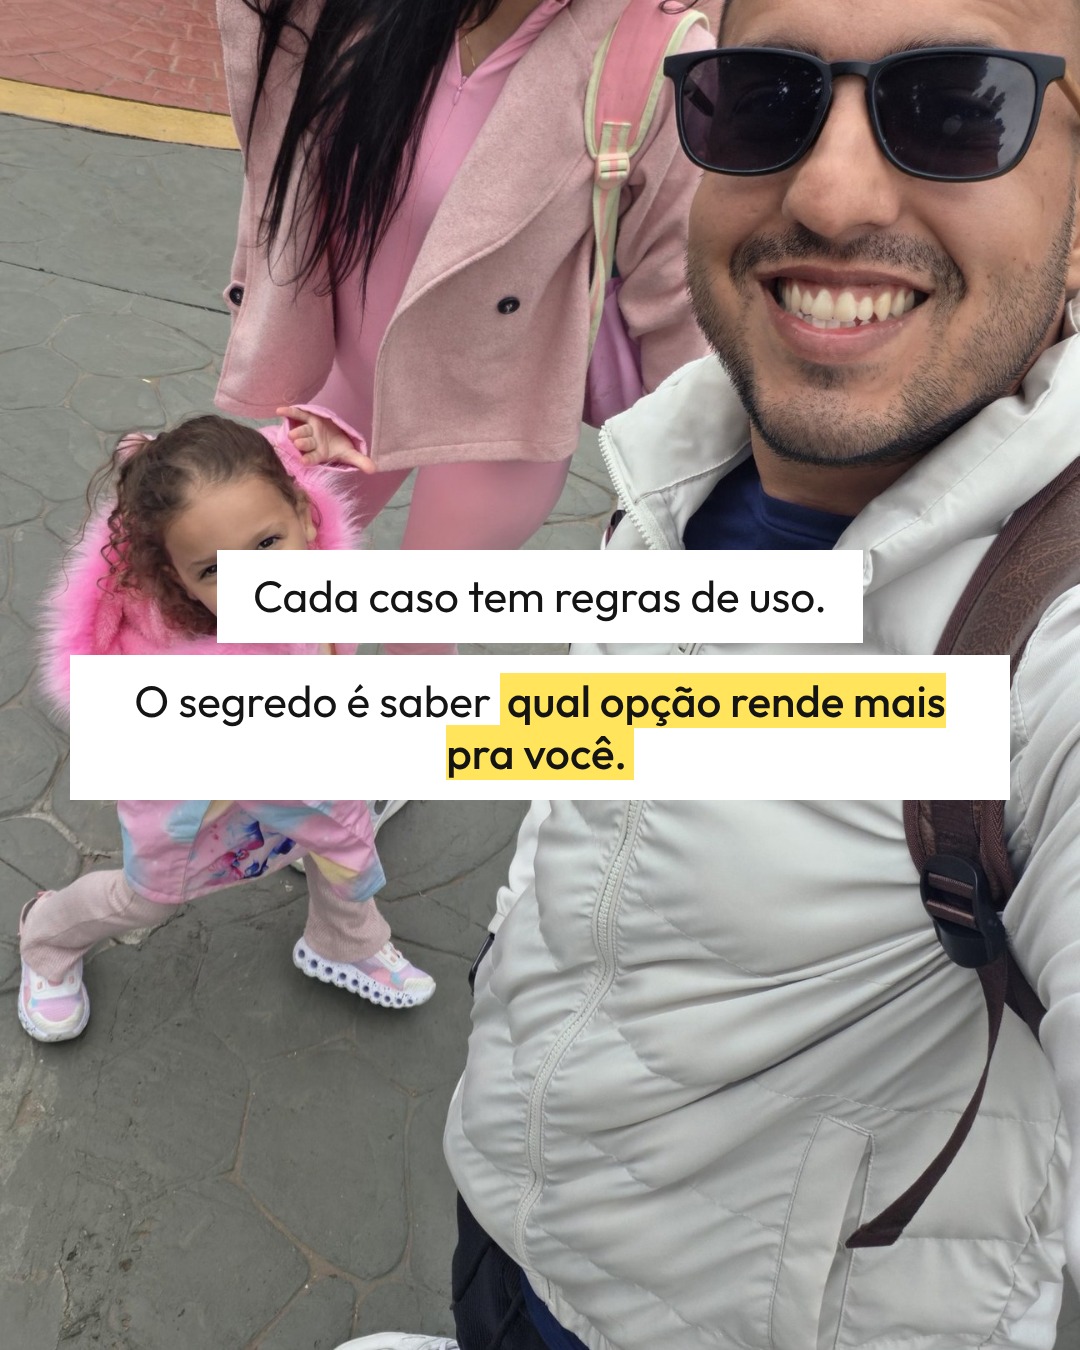 Cada caso tem regras de uso.
O segredo é saber qual opção rende mais
pra você.